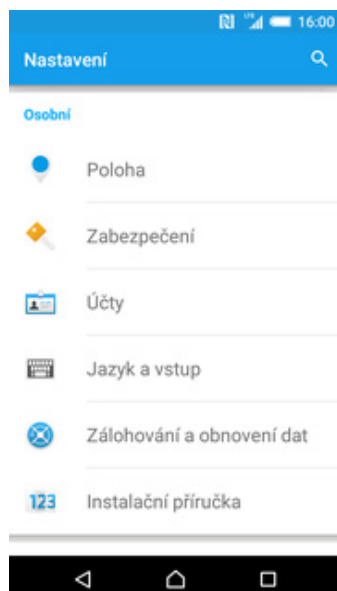 16:00
Nastavení
Osobní
Poloha
Zabezpečení
Účty
Jazyk a vstup
Zálohování a obnovení dat
123 Instalační příručka